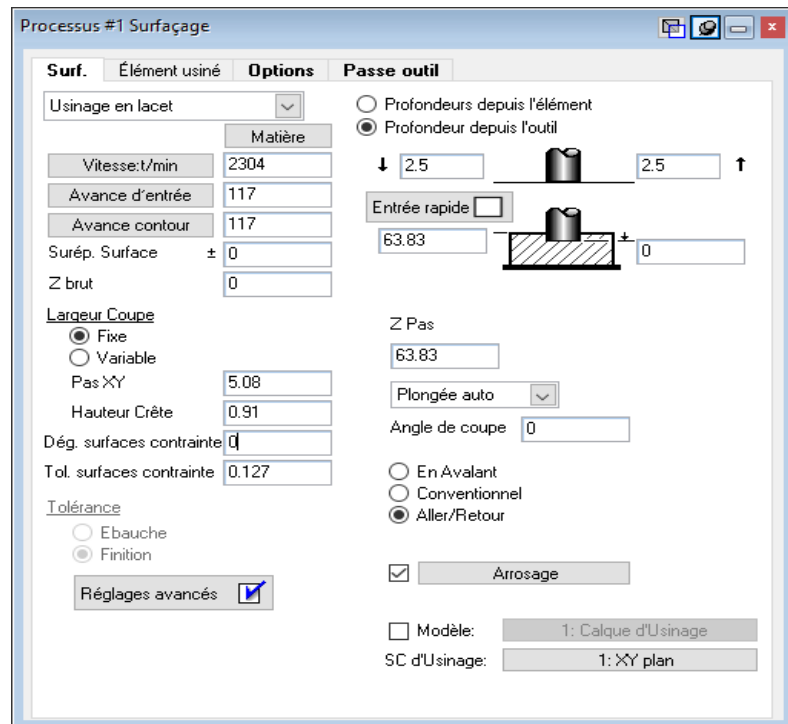 Processus #1 Surfaçage
Surf. Élément usiné Options Passe outil
Usinage en lacet
Matière
Vitesse:t/min 2304
Avance d'entrée 117
Avance contour 117
Surép. Surface ± 0
Z brut 0
Largeur Coupe
Fixe
Variable
Pas XY 5.08
Hauteur Crête 0.91
Dég. surfaces contrainte 0
Tol. surfaces contrainte 0.127
Tolérance
Ebauche
Finition
Réglages avancés
Profondeurs depuis l'élément
Profondeur depuis l'outil
2.5 2.5
Entrée rapide
63.83
0
Z Pas
63.83
Plongée auto
Angle de coupe 0
En Avalant
Conventionnel
Aller/Retour
Arrosage
Modèle: 1: Calque d'Usinage
SC d'Usinage: 1: XY plan